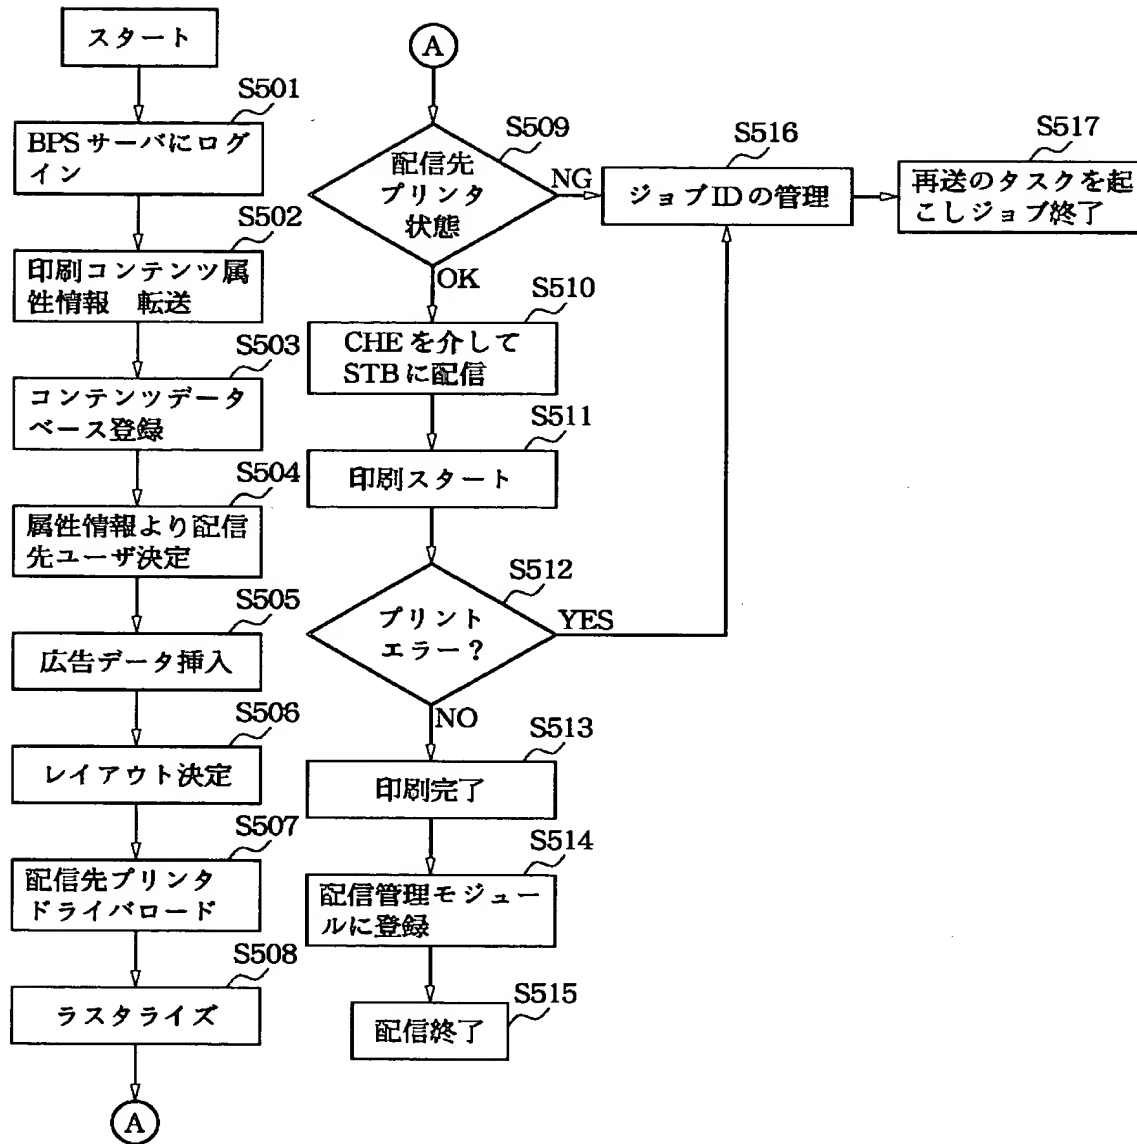 スタート
S501
BPSサーバにログ
イン
S502
印刷コンテンツ属
性情報　転送
S503
コンテンツデータ
ベース登録
S504
属性情報より配信
先ユーザ決定
S505
広告データ挿入
S506
レイアウト決定
S507
配信先プリンタ
ドライバロード
S508
ラスタライズ
A
A
S509
配信先
プリンタ
状態
NG
OK
S510
CHEを介して
STBに配信
S511
印刷スタート
S512
プリント
エラー？
YES
NO
S513
印刷完了
S514
配信管理モジュー
ルに登録
S515
配信終了
S516
ジョブIDの管理
S517
再送のタスクを起
こしジョブ終了